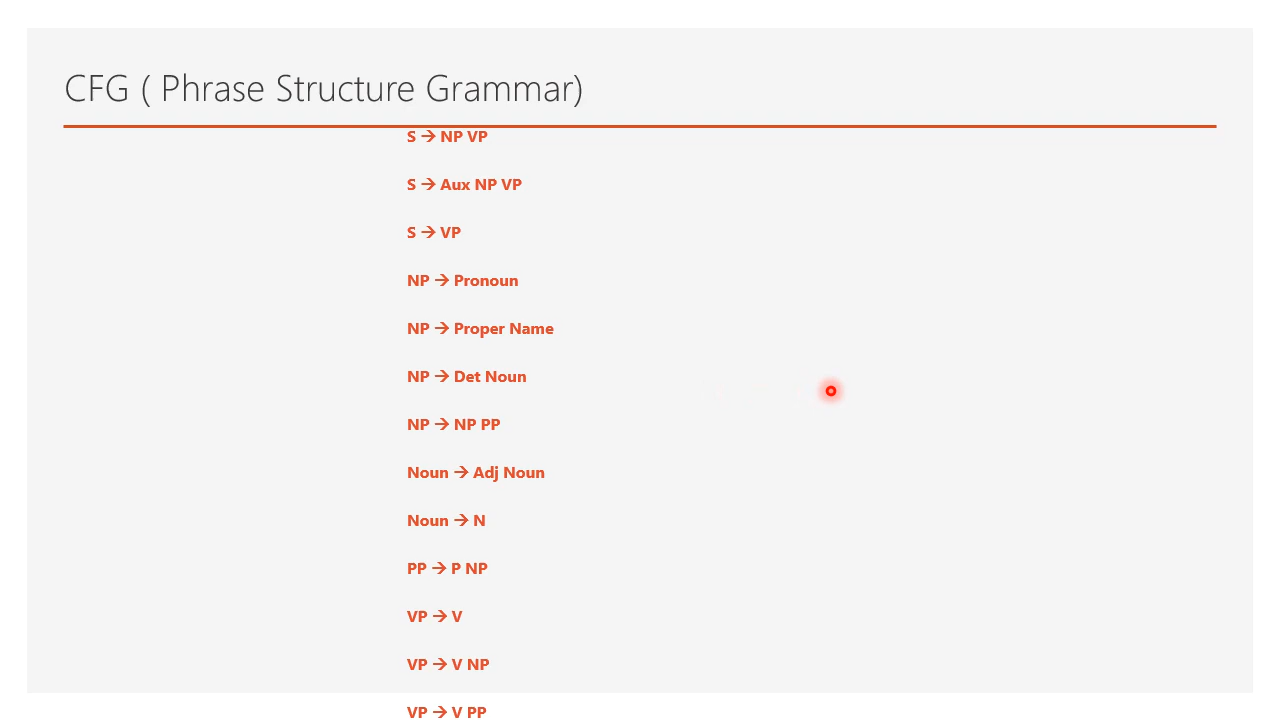 CFG ( Phrase Structure Grammar)
S → NP VP
S → Aux NP VP
S → VP
NP → Pronoun
NP → Proper Name
NP → Det Noun
NP → NP PP
Noun → Adj Noun
Noun → N
PP → P NP
VP → V
VP → V NP
VP → V PP